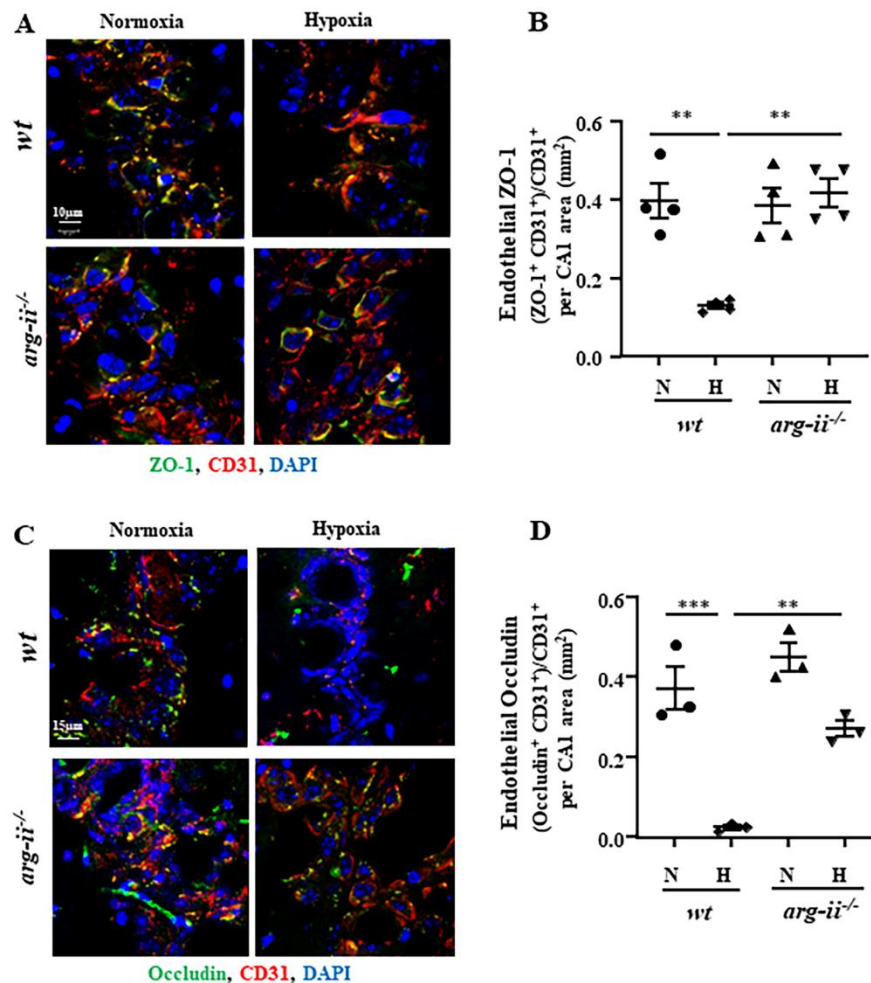 A
Normoxia
Hypoxia
wt
10μm
arg-ii-/-
ZO-1, CD31, DAPI
B
Endothelial ZO-1
(ZO-1+ CD31+)/CD31+
per CA1 area (mm2)
0.6
0.4
0.2
0.0
**
**
N
H
N
H
wt
arg-ii-/-
C
Normoxia
Hypoxia
wt
15μm
arg-ii-/-
Occludin, CD31, DAPI
D
Endothelial Occludin
(Occludin+ CD31+)/CD31+
per CA1 area (mm2)
0.6
0.4
0.2
0.0
***
**
N
H
N
H
wt
arg-ii-/-